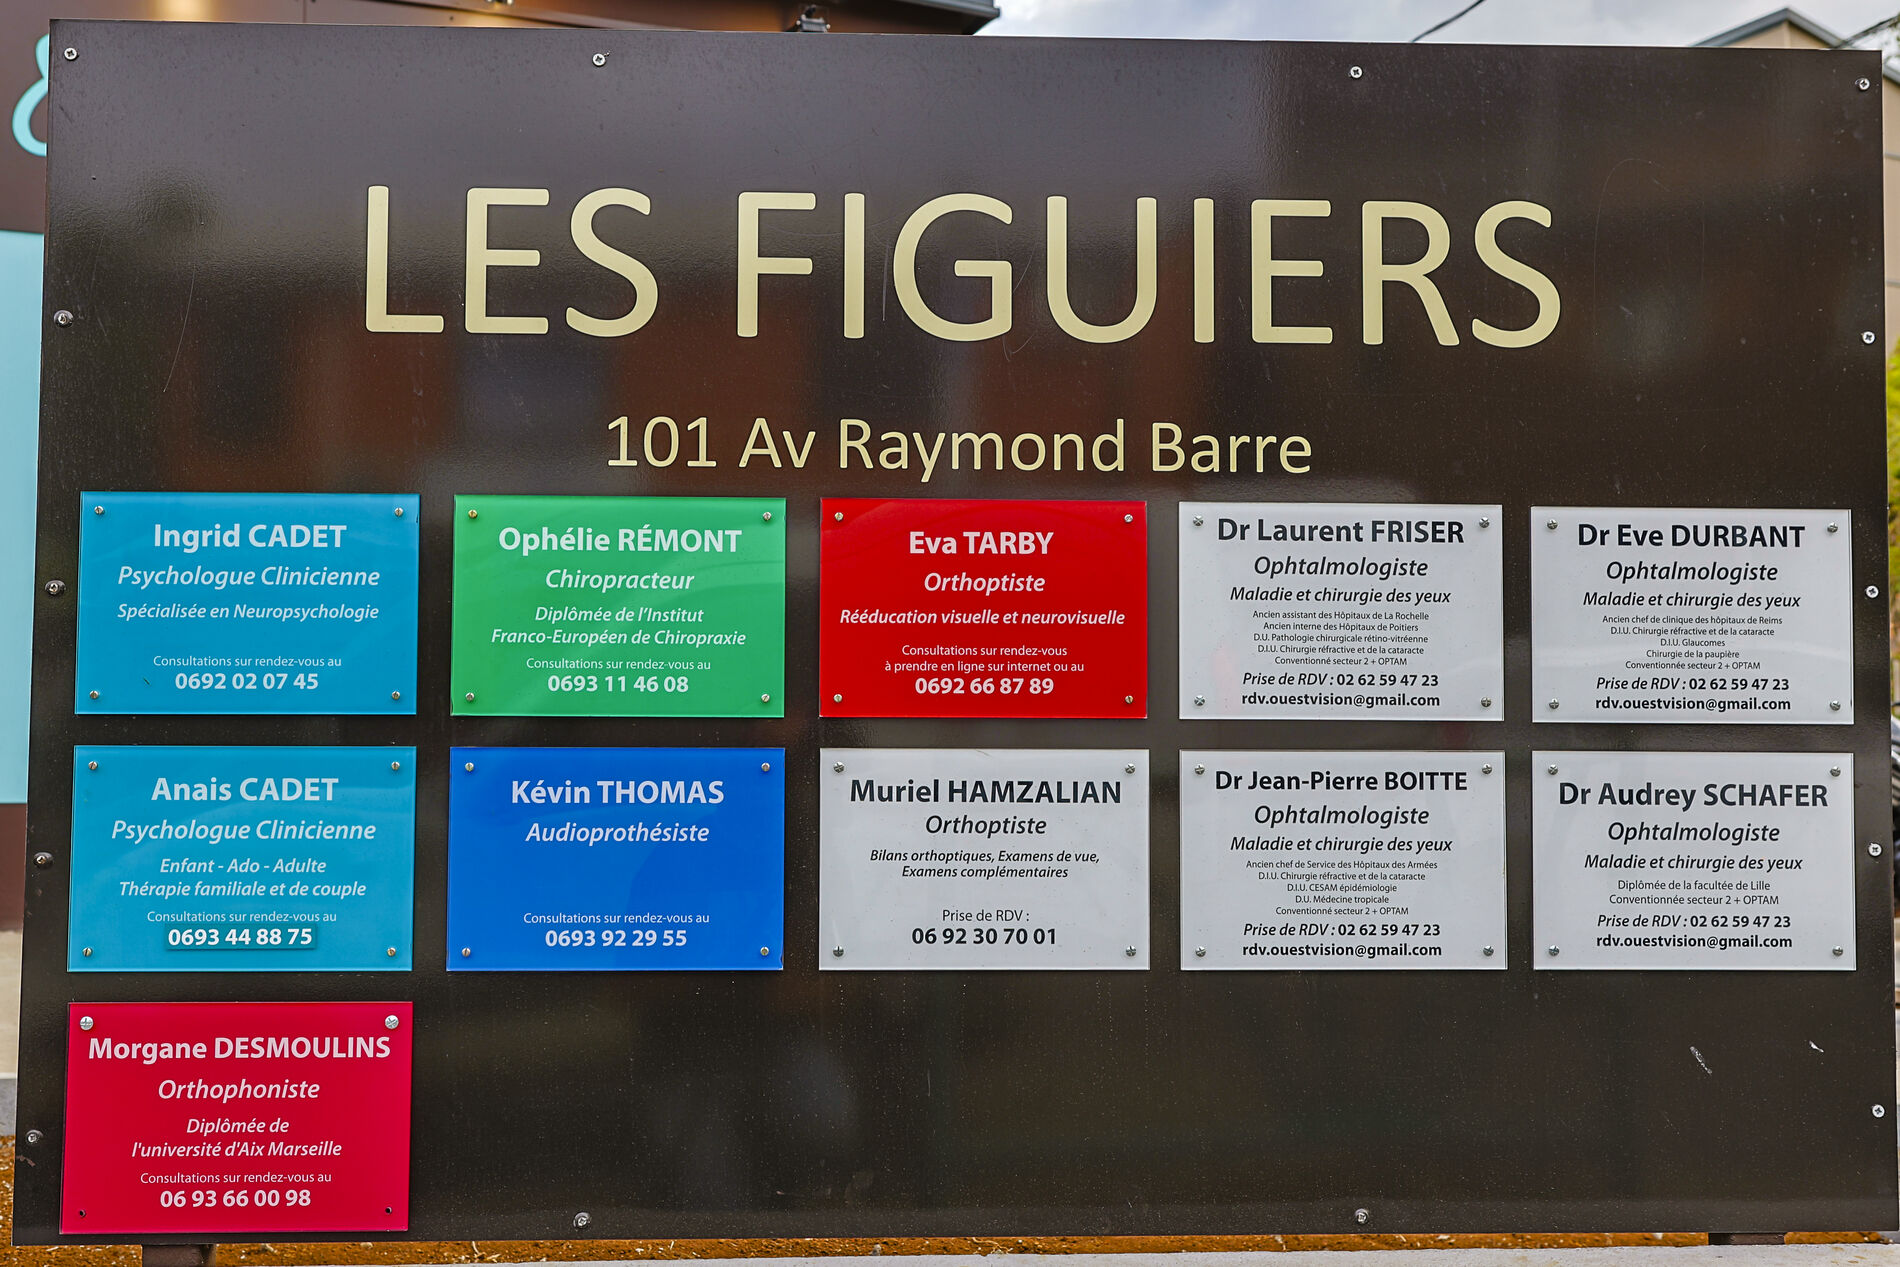 LES FIGUIERS
101 Av Raymond Barre
Ingrid CADET
Psychologue Clinicienne
Spécialisée en Neuropsychologie
Consultations sur rendez-vous au
0692 02 07 45
Ophélie RÉMONT
Chiropracteur
Diplômée de l'Institut
Franco-Européen de Chiropraxie
Consultations sur rendez-vous au
0693 11 46 08
Eva TARBY
Orthoptiste
Rééducation visuelle et neurovisuelle
Consultations sur rendez-vous
à prendre en ligne sur internet ou au
0692 66 87 89
Dr Laurent FRISER
Ophtalmologiste
Maladie et chirurgie des yeux
Ancien assistant des Hôpitaux de La Rochelle
Ancien interne des Hôpitaux de Poitiers
D.U. Pathologie chirurgicale rétino-vitréenne
D.I.U. Chirurgie réfractive et de la cataracte
Conventionné secteur 2 + OPTAM
Prise de RDV : 02 62 59 47 23
rdv.ouestvision@gmail.com
Dr Eve DURBANT
Ophtalmologiste
Maladie et chirurgie des yeux
Ancien chef de clinique des hôpitaux de Reims
D.I.U. Chirurgie réfractive et de la cataracte
D.I.U. Glaucomes
Chirurgie de la paupière
Conventionnée secteur 2 + OPTAM
Prise de RDV : 02 62 59 47 23
rdv.ouestvision@gmail.com
Anais CADET
Psychologue Clinicienne
Enfant - Ado - Adulte
Thérapie familiale et de couple
Consultations sur rendez-vous au
0693 44 88 75
Kévin THOMAS
Audioprothésiste
Consultations sur rendez-vous au
0693 92 29 55
Muriel HAMZALIAN
Orthoptiste
Bilans orthoptiques, Examens de vue,
Examens complémentaires
Prise de RDV :
06 92 30 70 01
Dr Jean-Pierre BOITTE
Ophtalmologiste
Maladie et chirurgie des yeux
Ancien chef de Service des Hôpitaux des Armées
D.I.U. Chirurgie réfractive et de la cataracte
D.I.U. CESAM épidémiologie
D.U. Médecine tropicale
Conventionné secteur 2 + OPTAM
Prise de RDV : 02 62 59 47 23
rdv.ouestvision@gmail.com
Dr Audrey SCHAFER
Ophtalmologiste
Maladie et chirurgie des yeux
Diplômée de la facultée de Lille
Conventionnée secteur 2 + OPTAM
Prise de RDV : 02 62 59 47 23
rdv.ouestvision@gmail.com
Morgane DESMOULINS
Orthophoniste
Diplômée de
l'université d'Aix Marseille
Consultations sur rendez-vous au
06 93 66 00 98